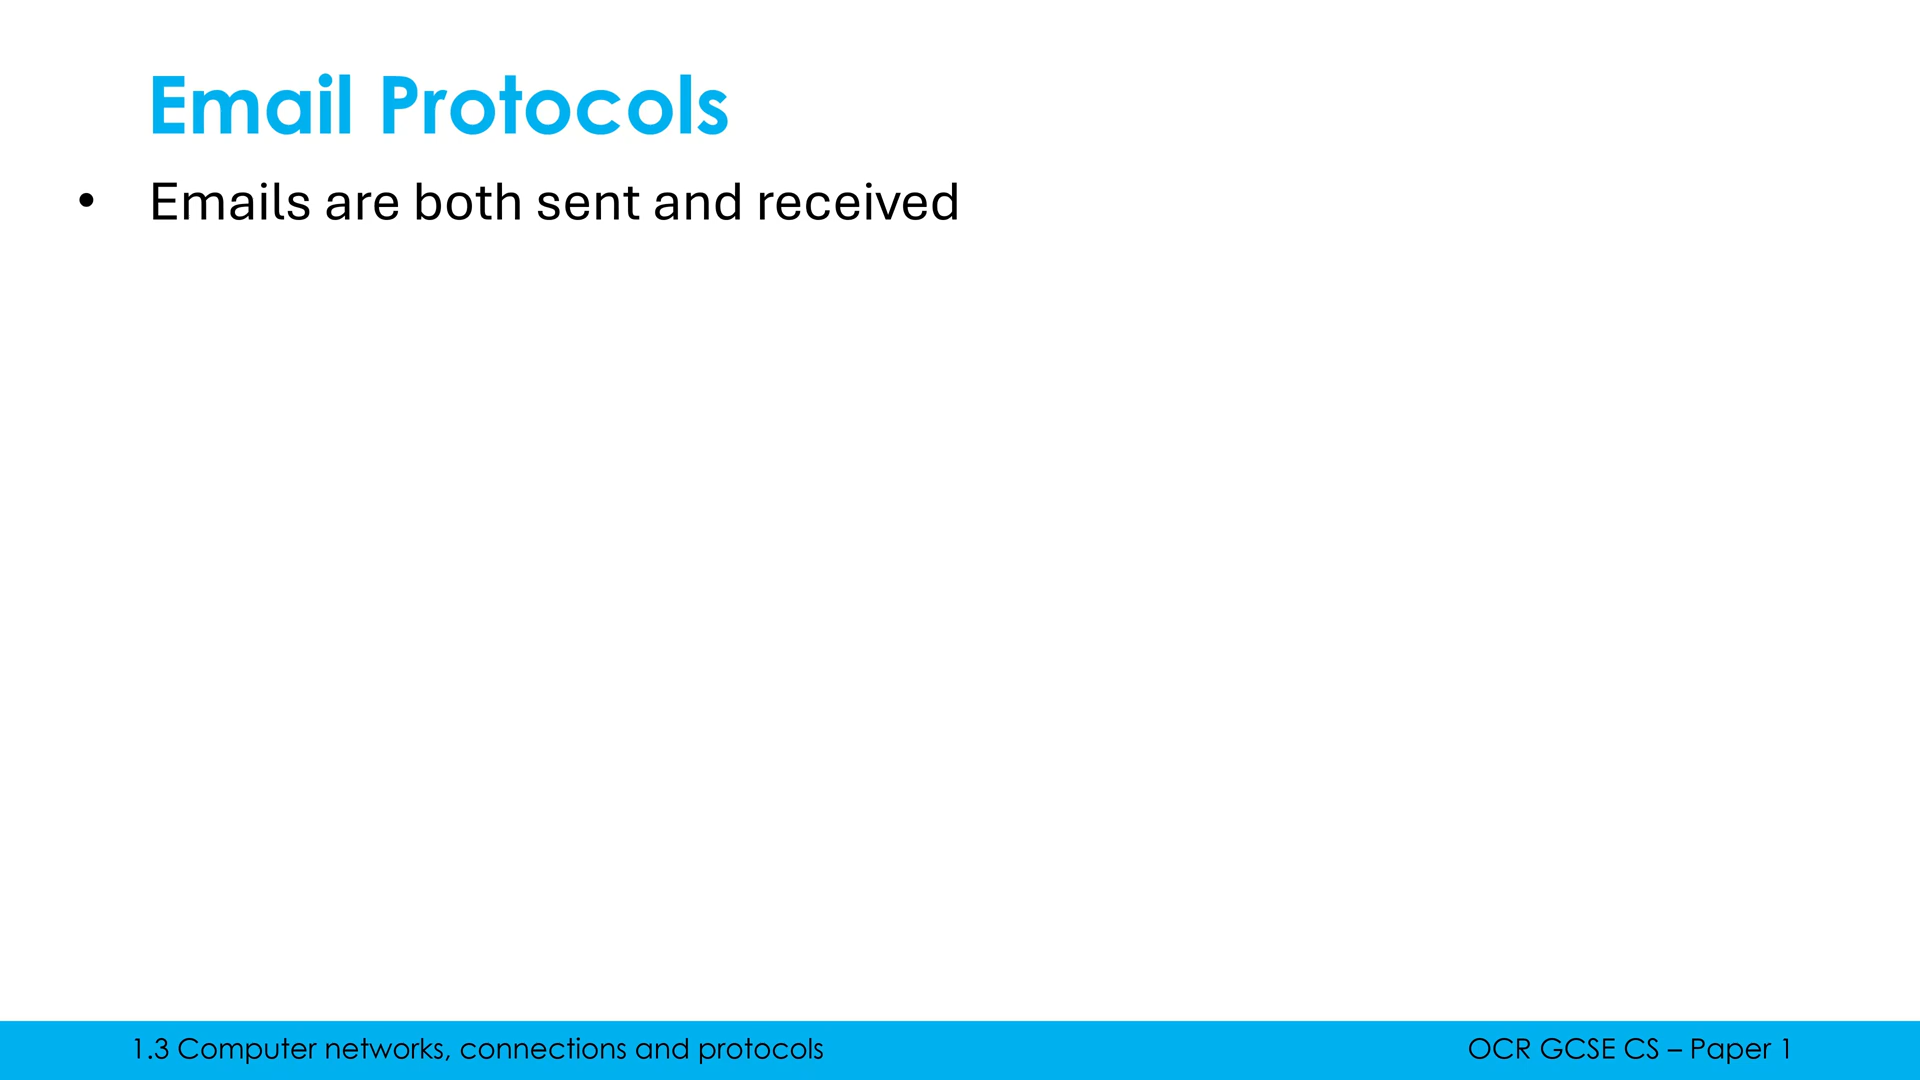 Email Protocols
• Emails are both sent and received
1.3 Computer networks, connections and protocols
OCR GCSE CS – Paper 1